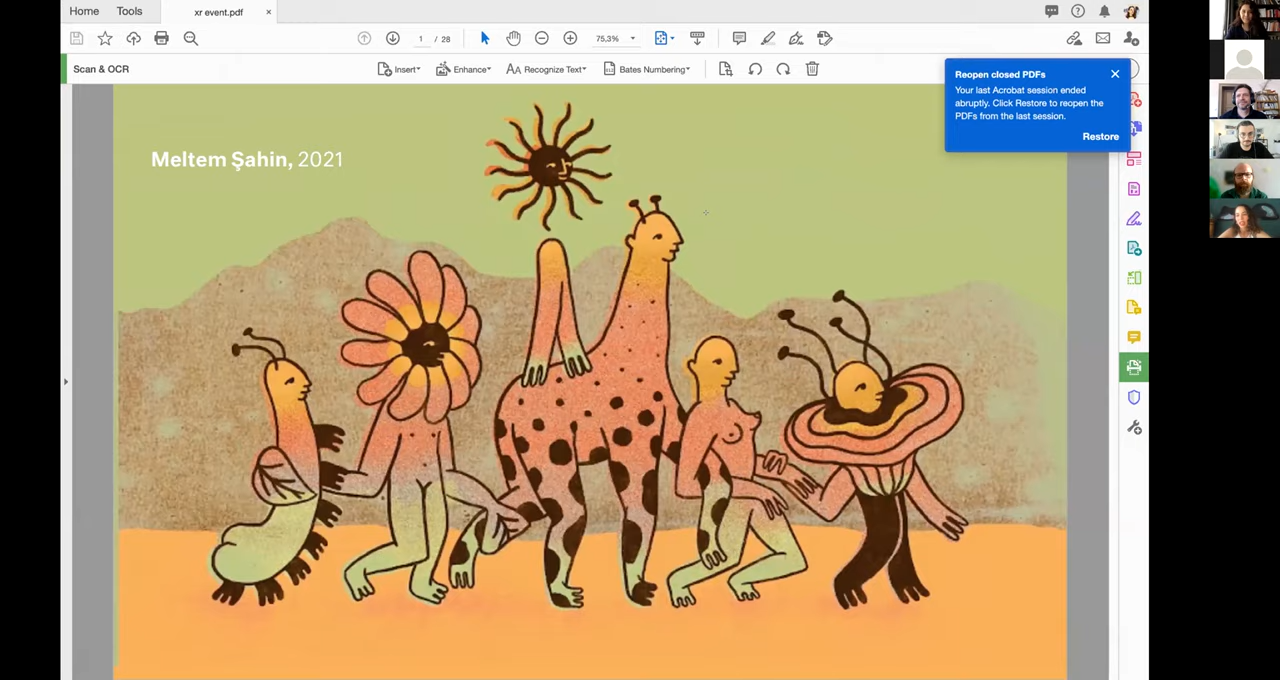 Home Tools xr event.pdf ×
1 / 28 75,3%
Scan & OCR Insert Enhance Recognize Text Bates Numbering
Reopen closed PDFs
Your last Acrobat session ended
abruptly. Click Restore to reopen the
PDFs from the last session.
Restore
Meltem Şahin, 2021